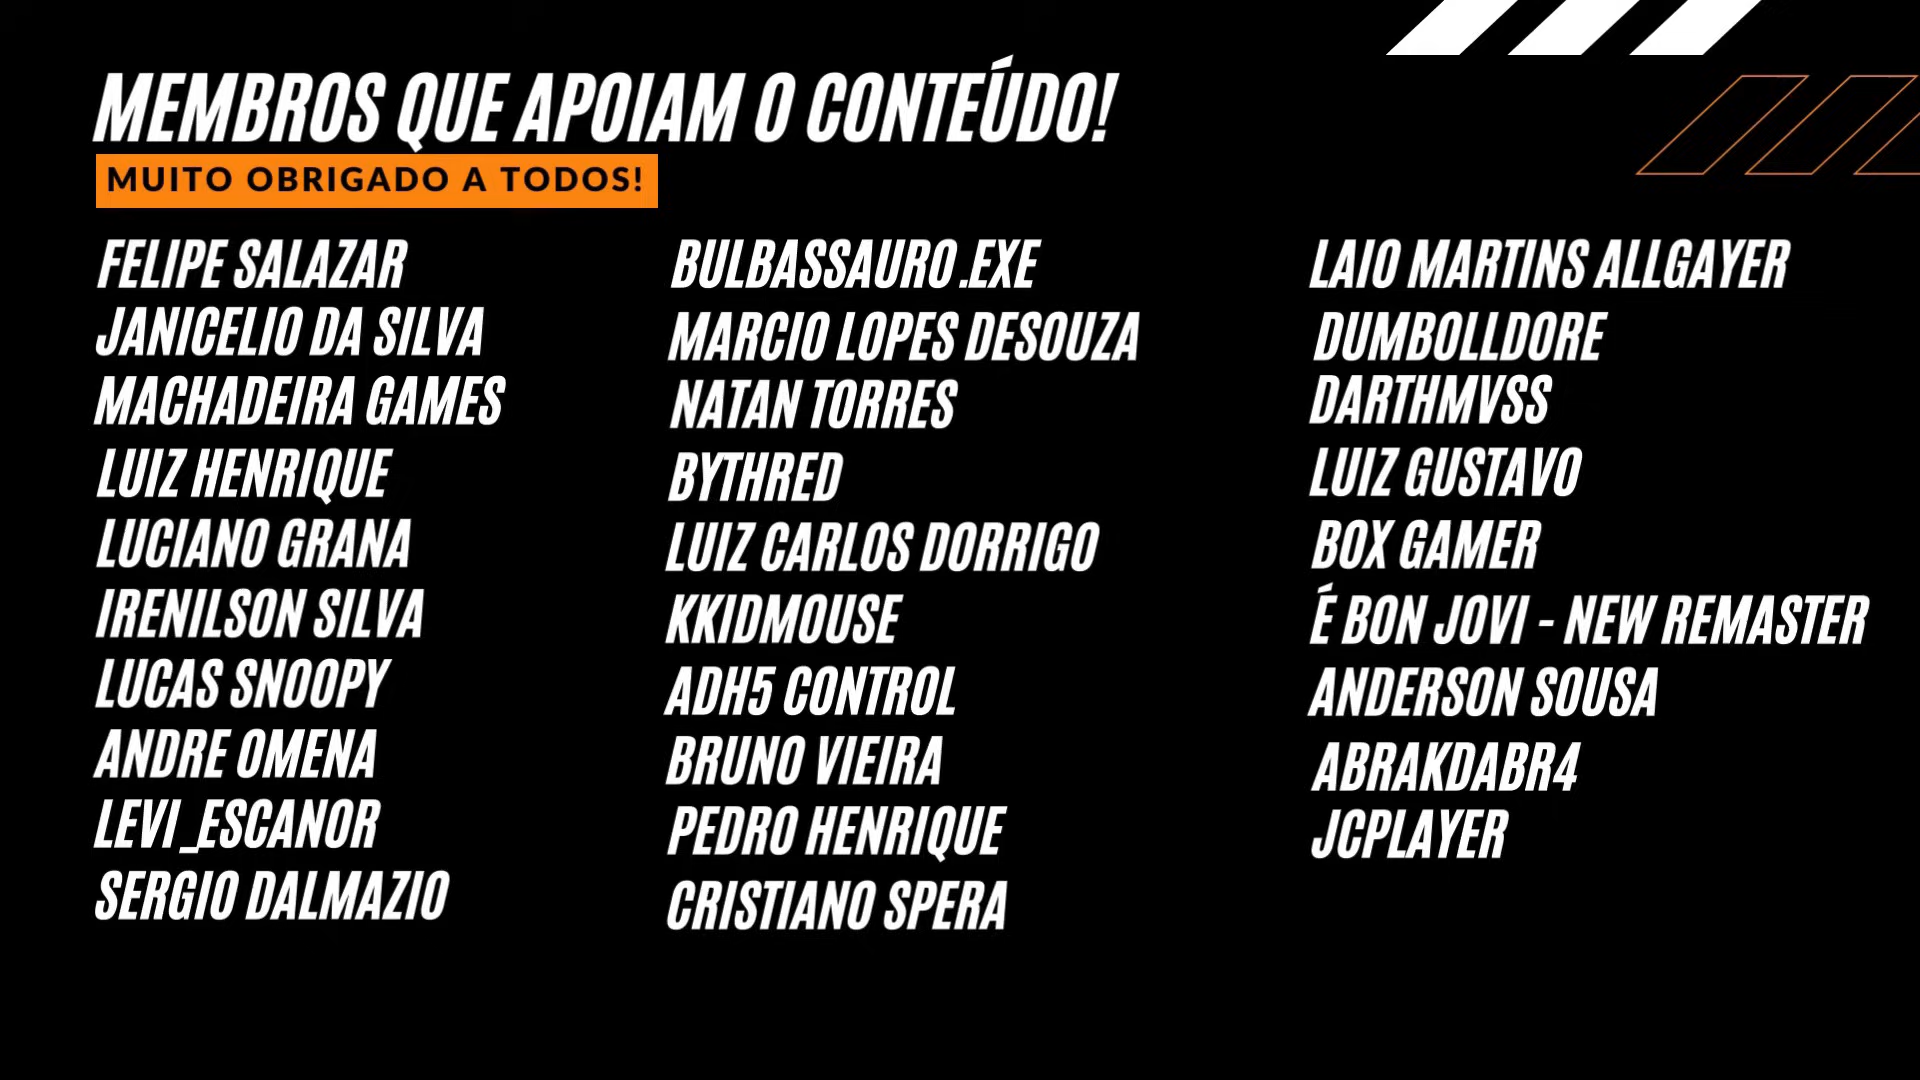 MEMBROS QUE APOIAM O CONTEÚDO!
MUITO OBRIGADO A TODOS!
FELIPE SALAZAR
JANICELIO DA SILVA
MACHADEIRA GAMES
LUIZ HENRIQUE
LUCIANO GRANA
IRENILSON SILVA
LUCAS SNOOPY
ANDRE OMENA
LEVI_ESCANOR
SERGIO DALMAZIO
BULBASSAURO.EXE
MARCIO LOPES DESOUZA
NATAN TORRES
BYTHRED
LUIZ CARLOS DORRIGO
KKIDMOUSE
ADH5 CONTROL
BRUNO VIEIRA
PEDRO HENRIQUE
CRISTIANO SPERA
LAIO MARTINS ALLGAYER
DUMBOLLDORE
DARTHMVSS
LUIZ GUSTAVO
BOX GAMER
É BON JOVI - NEW REMASTER
ANDERSON SOUSA
ABRAKDABR4
JCPLAYER